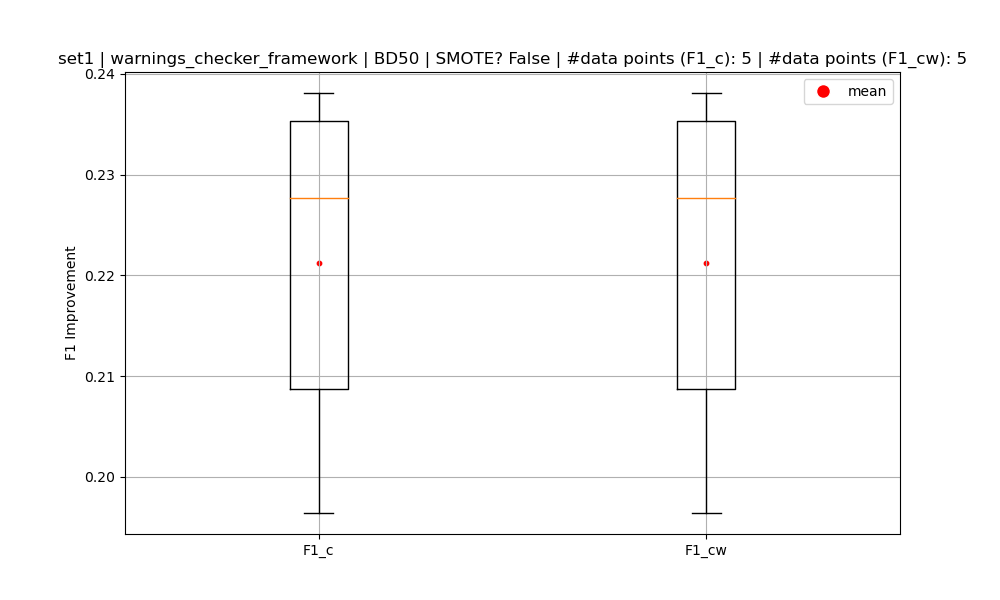 set1 | warnings_checker_framework | BD50 | SMOTE? False | #data points (F1_c): 5 | #data points (F1_cw): 5
mean
0.24
0.23
0.22
0.21
0.20
F1 Improvement
F1_c
F1_cw